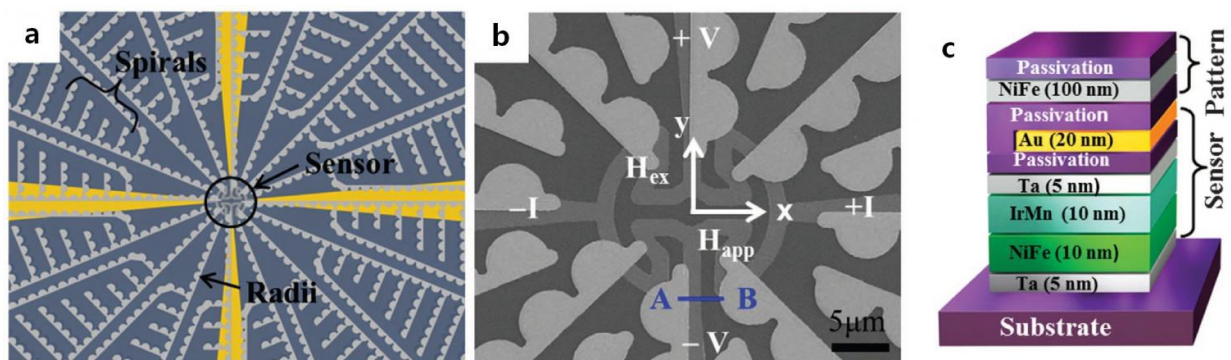 a
Spirals
Sensor
Radii
b
+ V
y
H_ex
–I
x
+I
H_app
A
B
– V
5μm
c
Passivation
NiFe (100 nm)
Passivation
Au (20 nm)
Passivation
Ta (5 nm)
IrMn (10 nm)
NiFe (10 nm)
Ta (5 nm)
Substrate
Pattern
Sensor